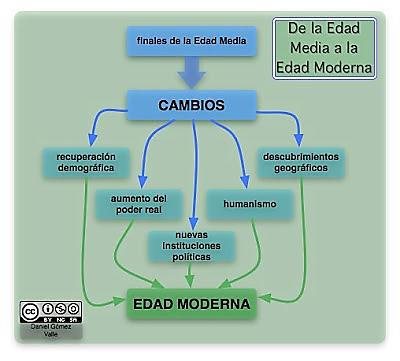 De la Edad
Media a la
Edad Moderna
finales de la Edad Media
CAMBIOS
recuperación
demográfica
descubrimientos
geográficos
aumento del
poder real
humanismo
nuevas
instituciones
políticas
EDAD MODERNA
cc
BY NC SA
Daniel Gómez
Valle